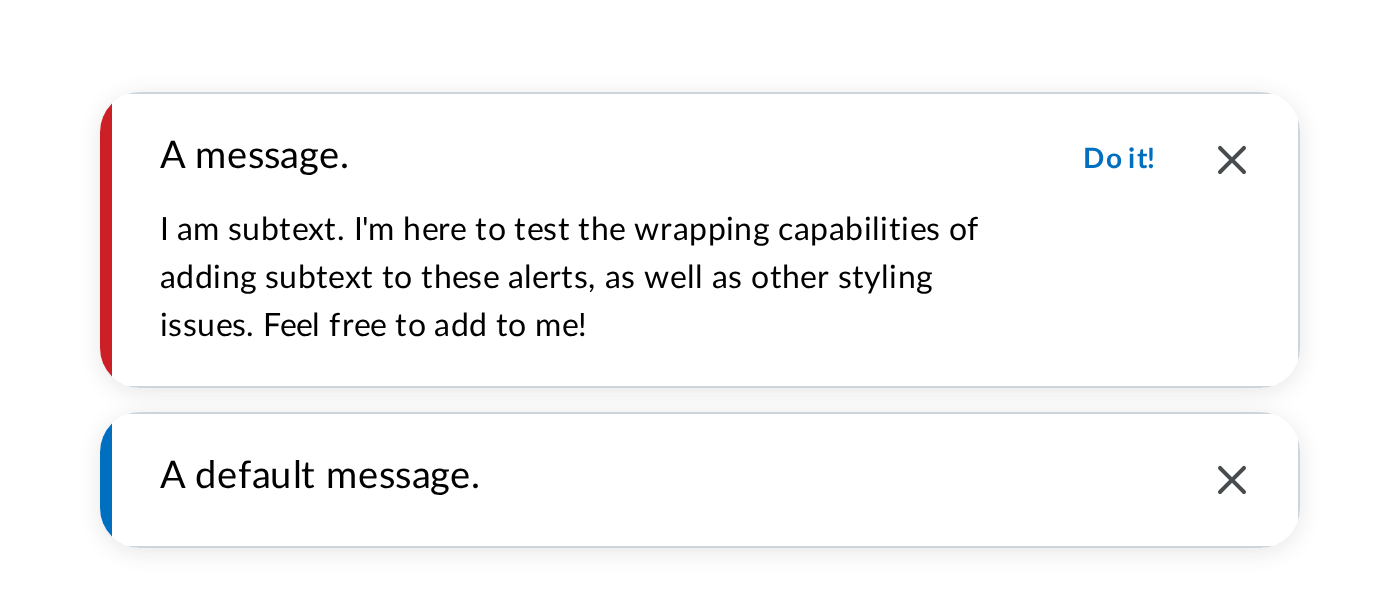 A message.
Do it!
I am subtext. I'm here to test the wrapping capabilities of
adding subtext to these alerts, as well as other styling
issues. Feel free to add to me!
A default message.